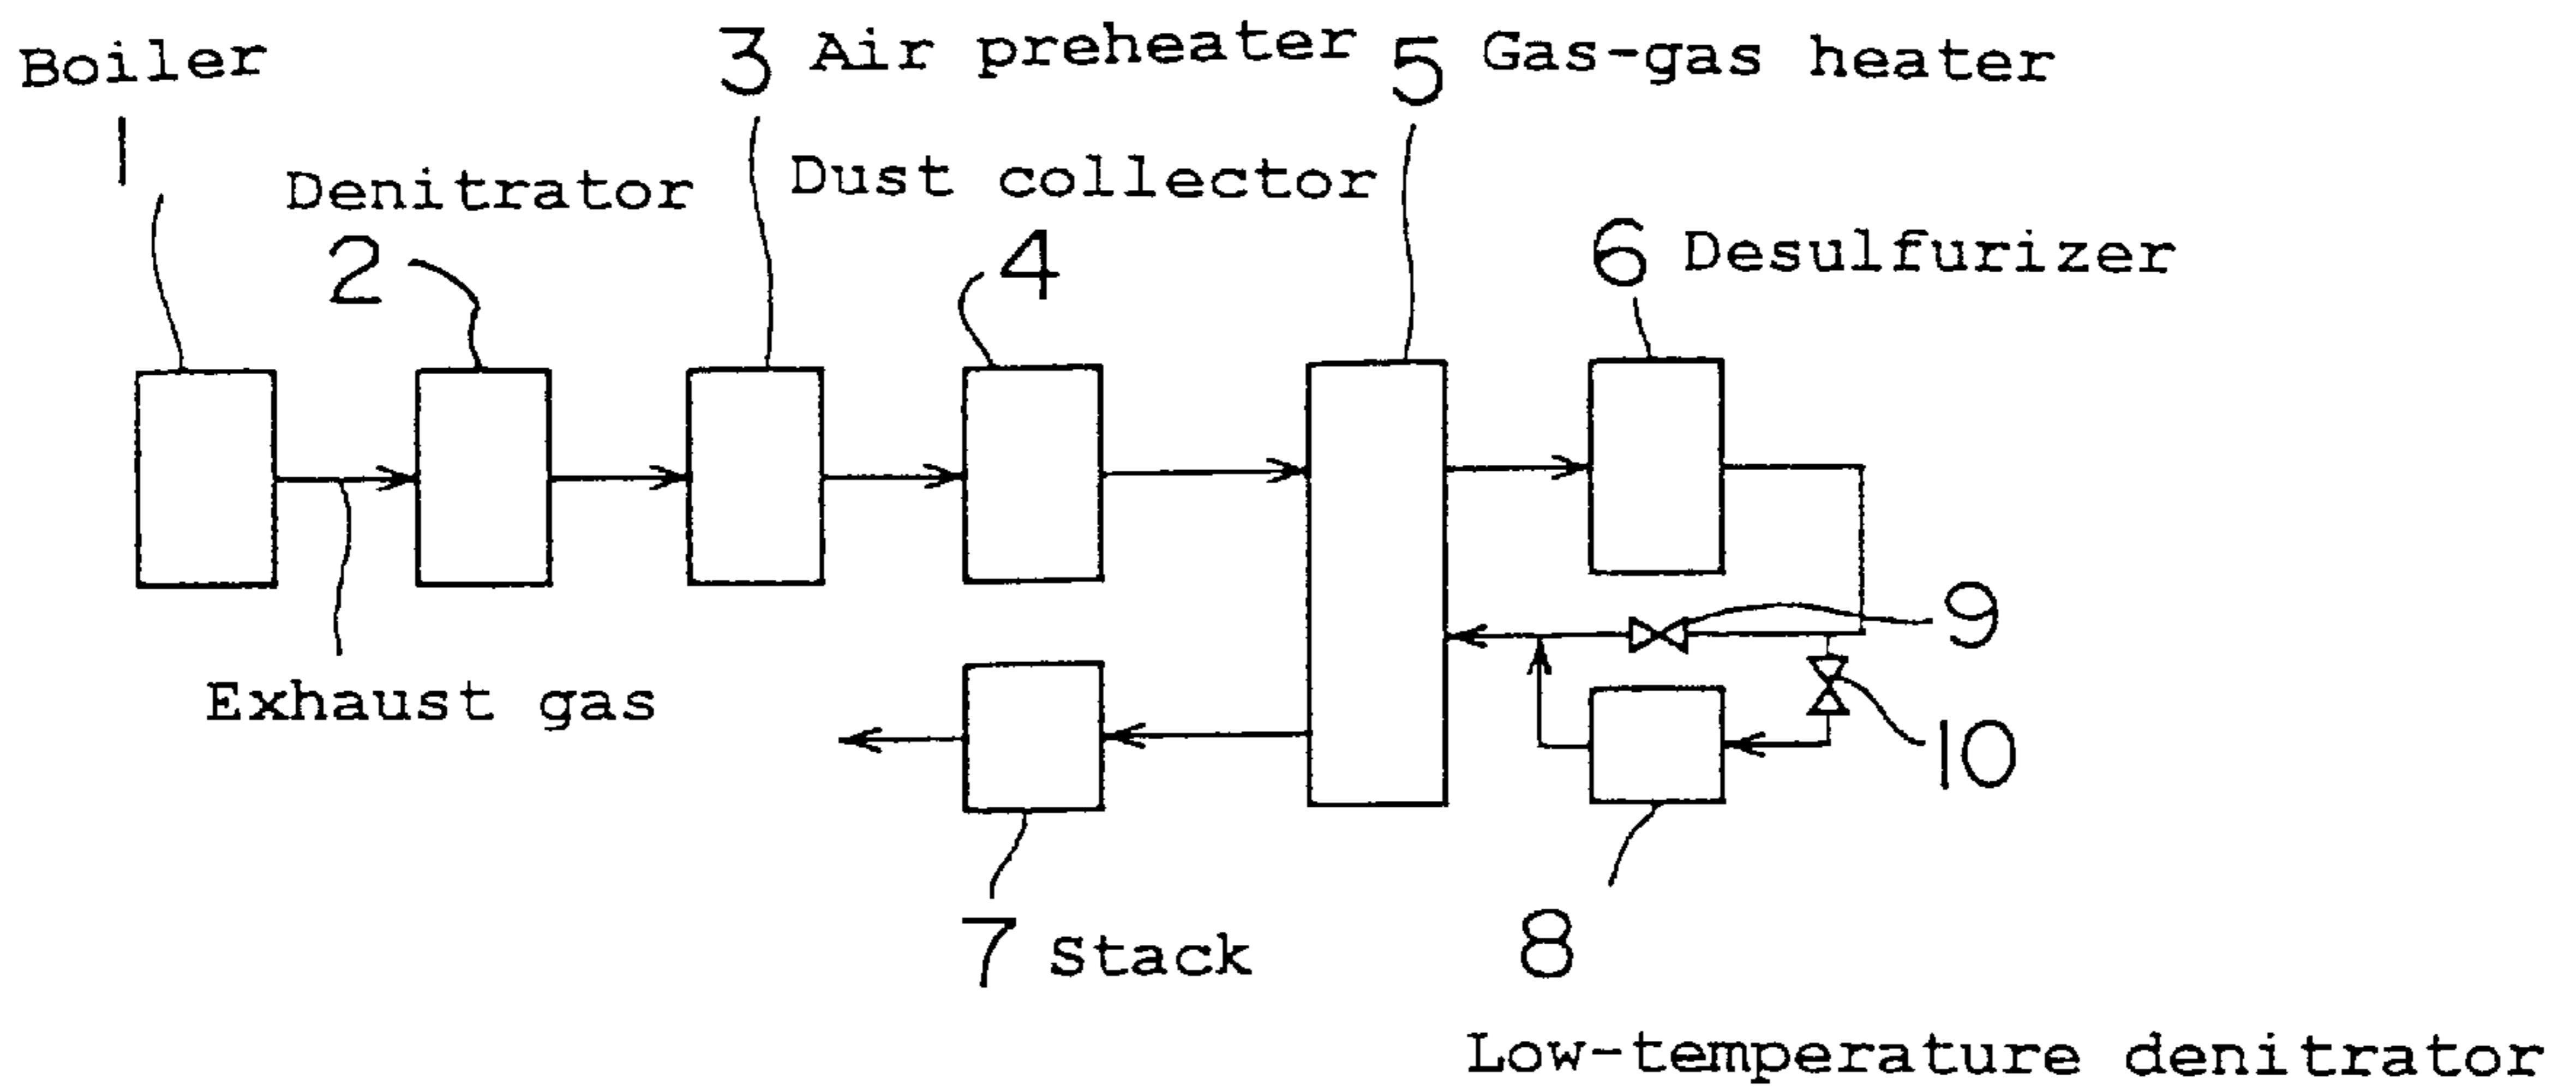 Boiler
1
Denitrator
2
3 Air preheater
Dust collector
4
5 Gas-gas heater
6 Desulfurizer
Exhaust gas
9
10
7 Stack
8
Low-temperature denitrator